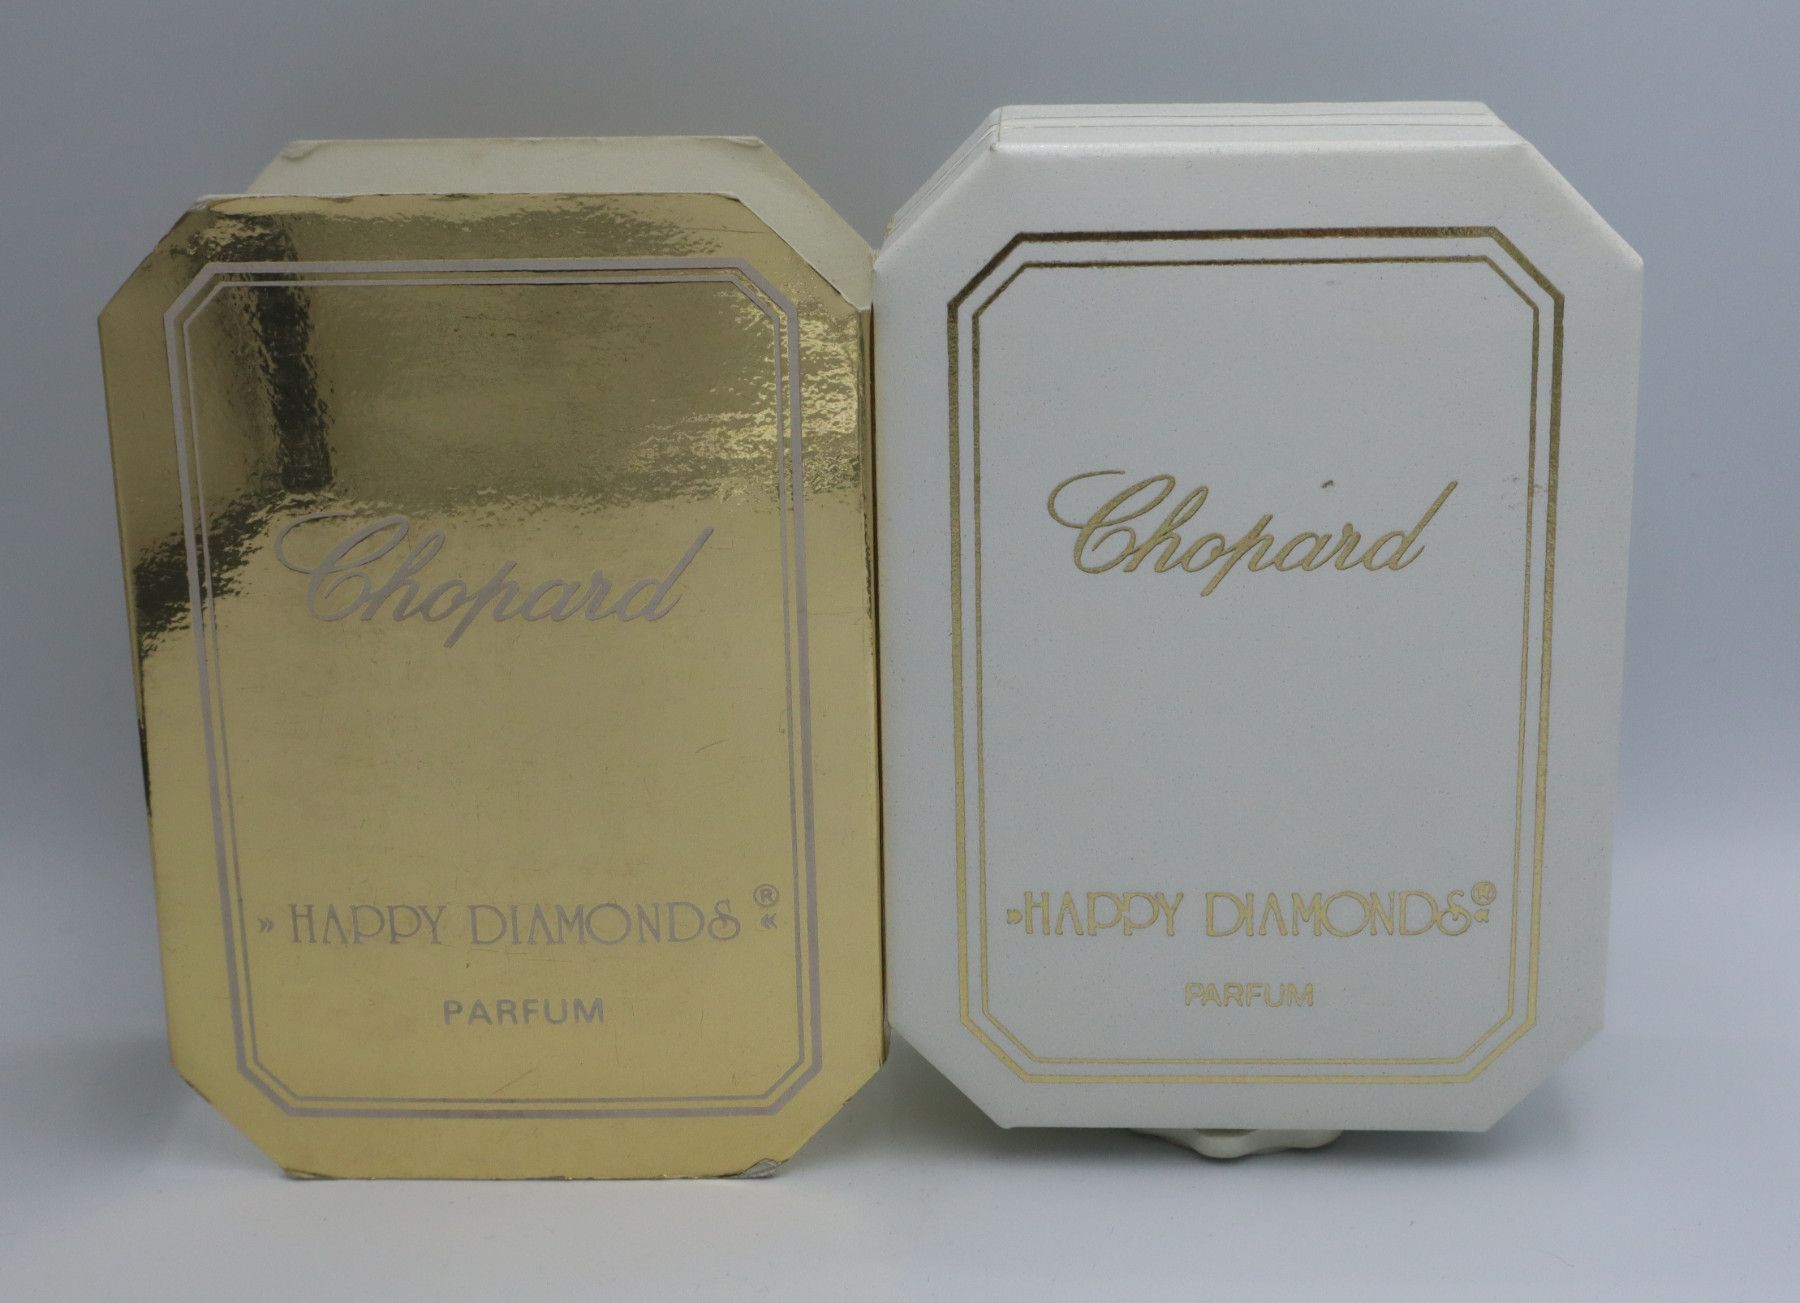 Chopard
» HAPPY DIAMONDS ® «
PARFUM
Chopard
»HAPPY DIAMONDS®«
PARFUM